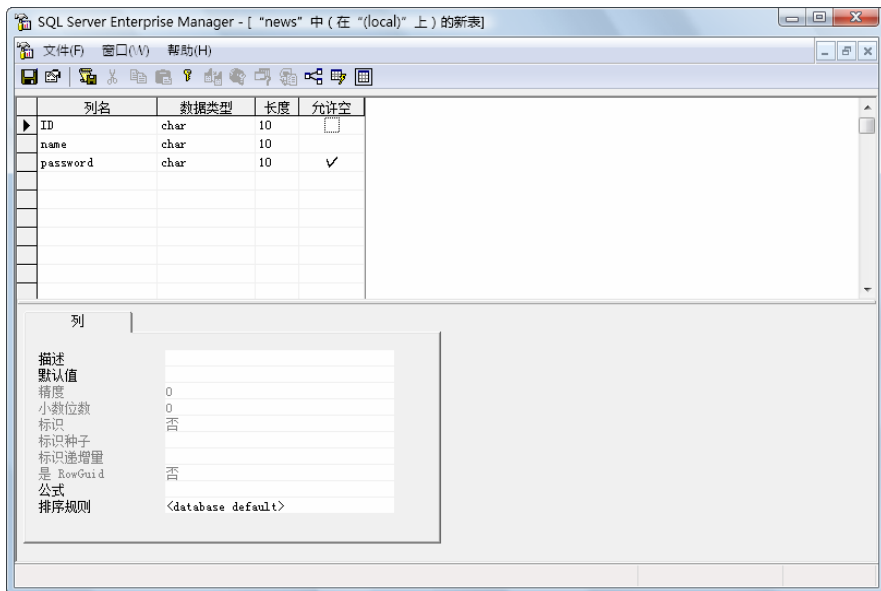 SQL Server Enterprise Manager - [ “news” 中 ( 在 “(local)” 上 ) 的新表]
文件(F) 窗口(W) 帮助(H)
列名 数据类型 长度 允许空
ID char 10
name char 10
password char 10 ✓
列
描述
默认值
精度 0
小数位数 0
标识 否
标识种子
标识递增量
是 RowGuid 否
公式
排序规则 <database default>